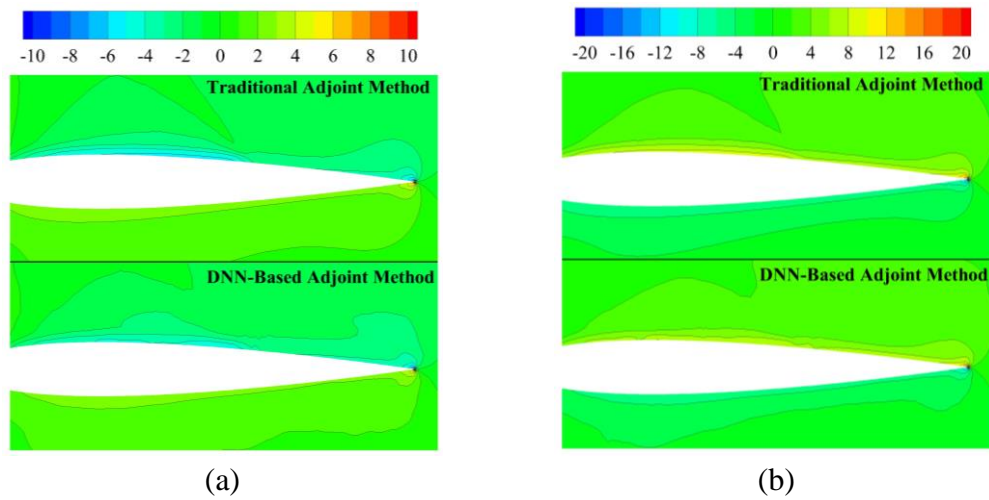 -10 -8 -6 -4 -2 0 2 4 6 8 10
Traditional Adjoint Method
DNN-Based Adjoint Method
(a)
-20 -16 -12 -8 -4 0 4 8 12 16 20
Traditional Adjoint Method
DNN-Based Adjoint Method
(b)